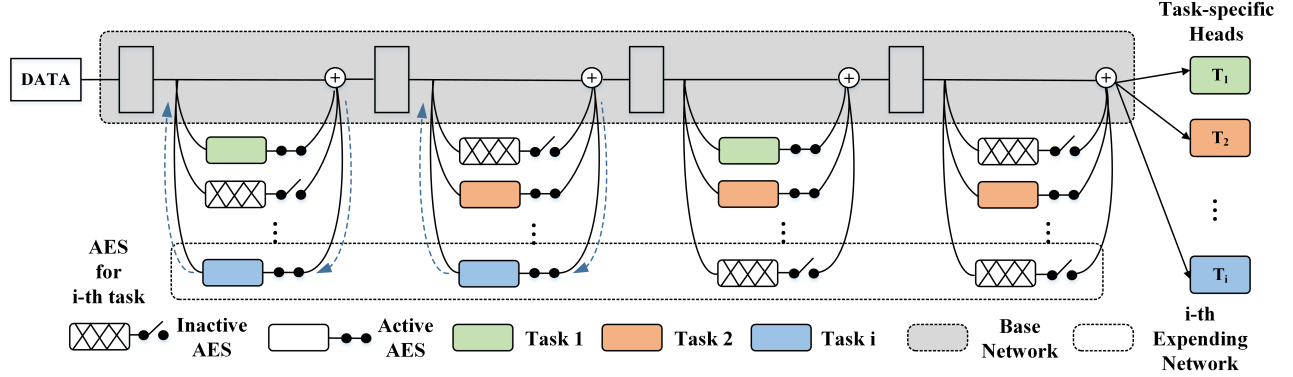 Task-specific
Heads
DATA
T1
T2
Ti
AES
for
i-th task
Inactive
AES
Active
AES
Task 1
Task 2
Task i
Base
Network
i-th
Expending
Network